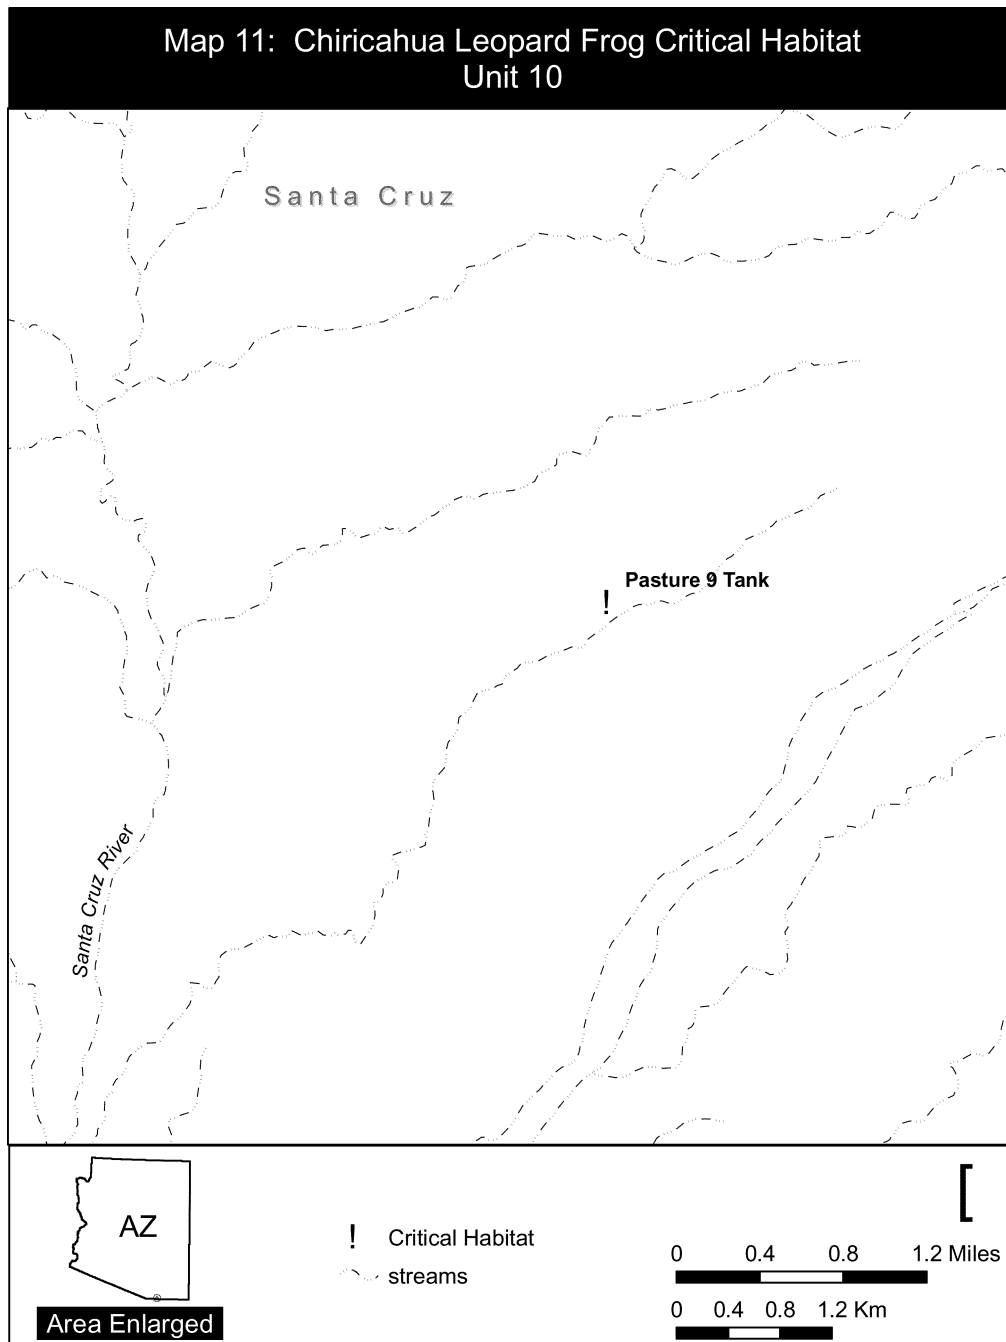 Map 11: Chiricahua Leopard Frog Critical Habitat
Unit 10
Santa Cruz
Pasture 9 Tank
!
Santa Cruz River
AZ
Area Enlarged
! Critical Habitat
streams
[
0 0.4 0.8 1.2 Miles
0 0.4 0.8 1.2 Km